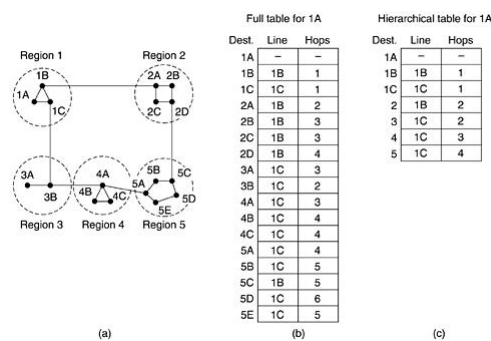 Full table for 1A
Hierarchical table for 1A
Region 1
Region 2
1B
1A
1C
2A 2B
2C 2D
3A
3B
4A
4B
4C
5B
5C
5A
5D
5E
Region 3 Region 4 Region 5
(a)
Dest. Line Hops
1A – –
1B 1B 1
1C 1C 1
2A 1B 2
2B 1B 3
2C 1B 3
2D 1B 4
3A 1C 3
3B 1C 2
4A 1C 3
4B 1C 4
4C 1C 4
5A 1C 4
5B 1C 5
5C 1B 5
5D 1C 6
5E 1C 5
(b)
Dest. Line Hops
1A – –
1B 1B 1
1C 1C 1
2 1B 2
3 1C 2
4 1C 3
5 1C 4
(c)